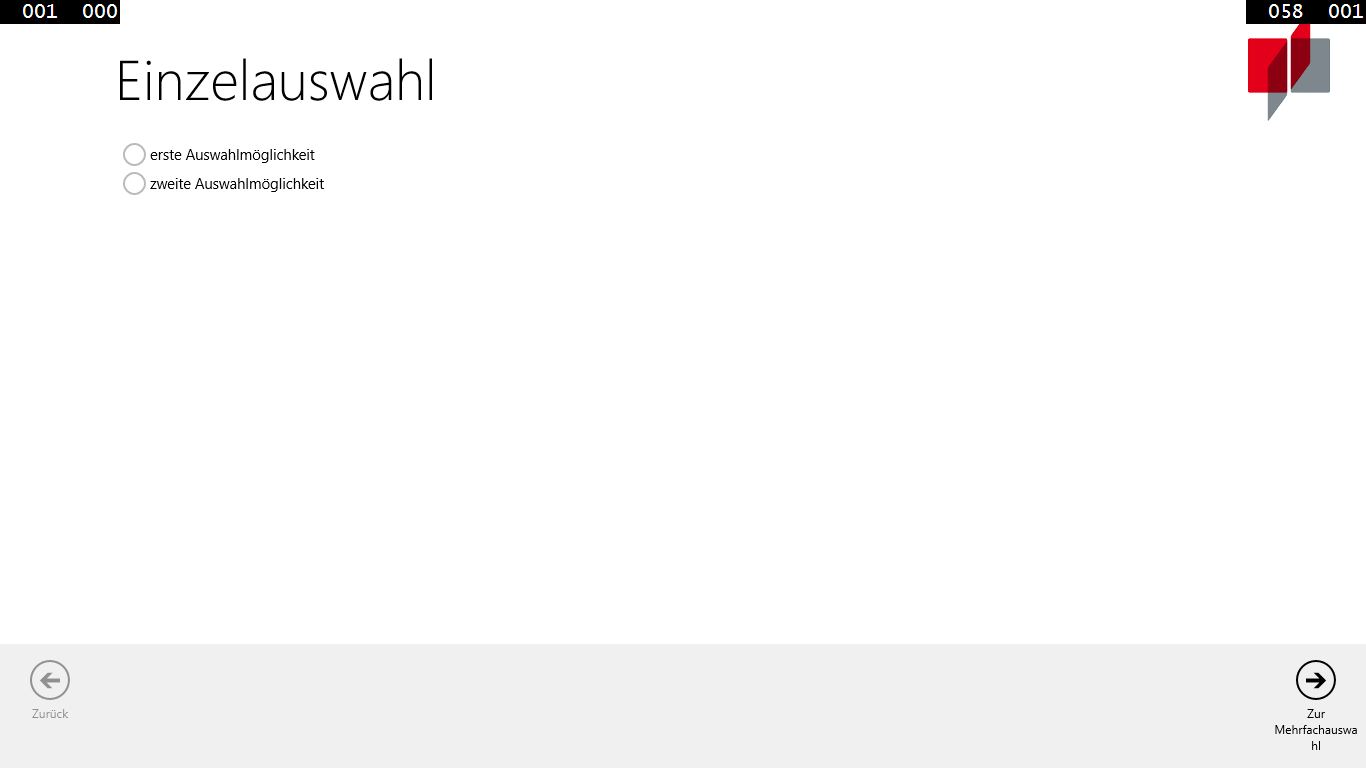 001 000 058 001
Einzelauswahl
erste Auswahlmöglichkeit
zweite Auswahlmöglichkeit
Zurück
Zur
Mehrfachauswa
hl